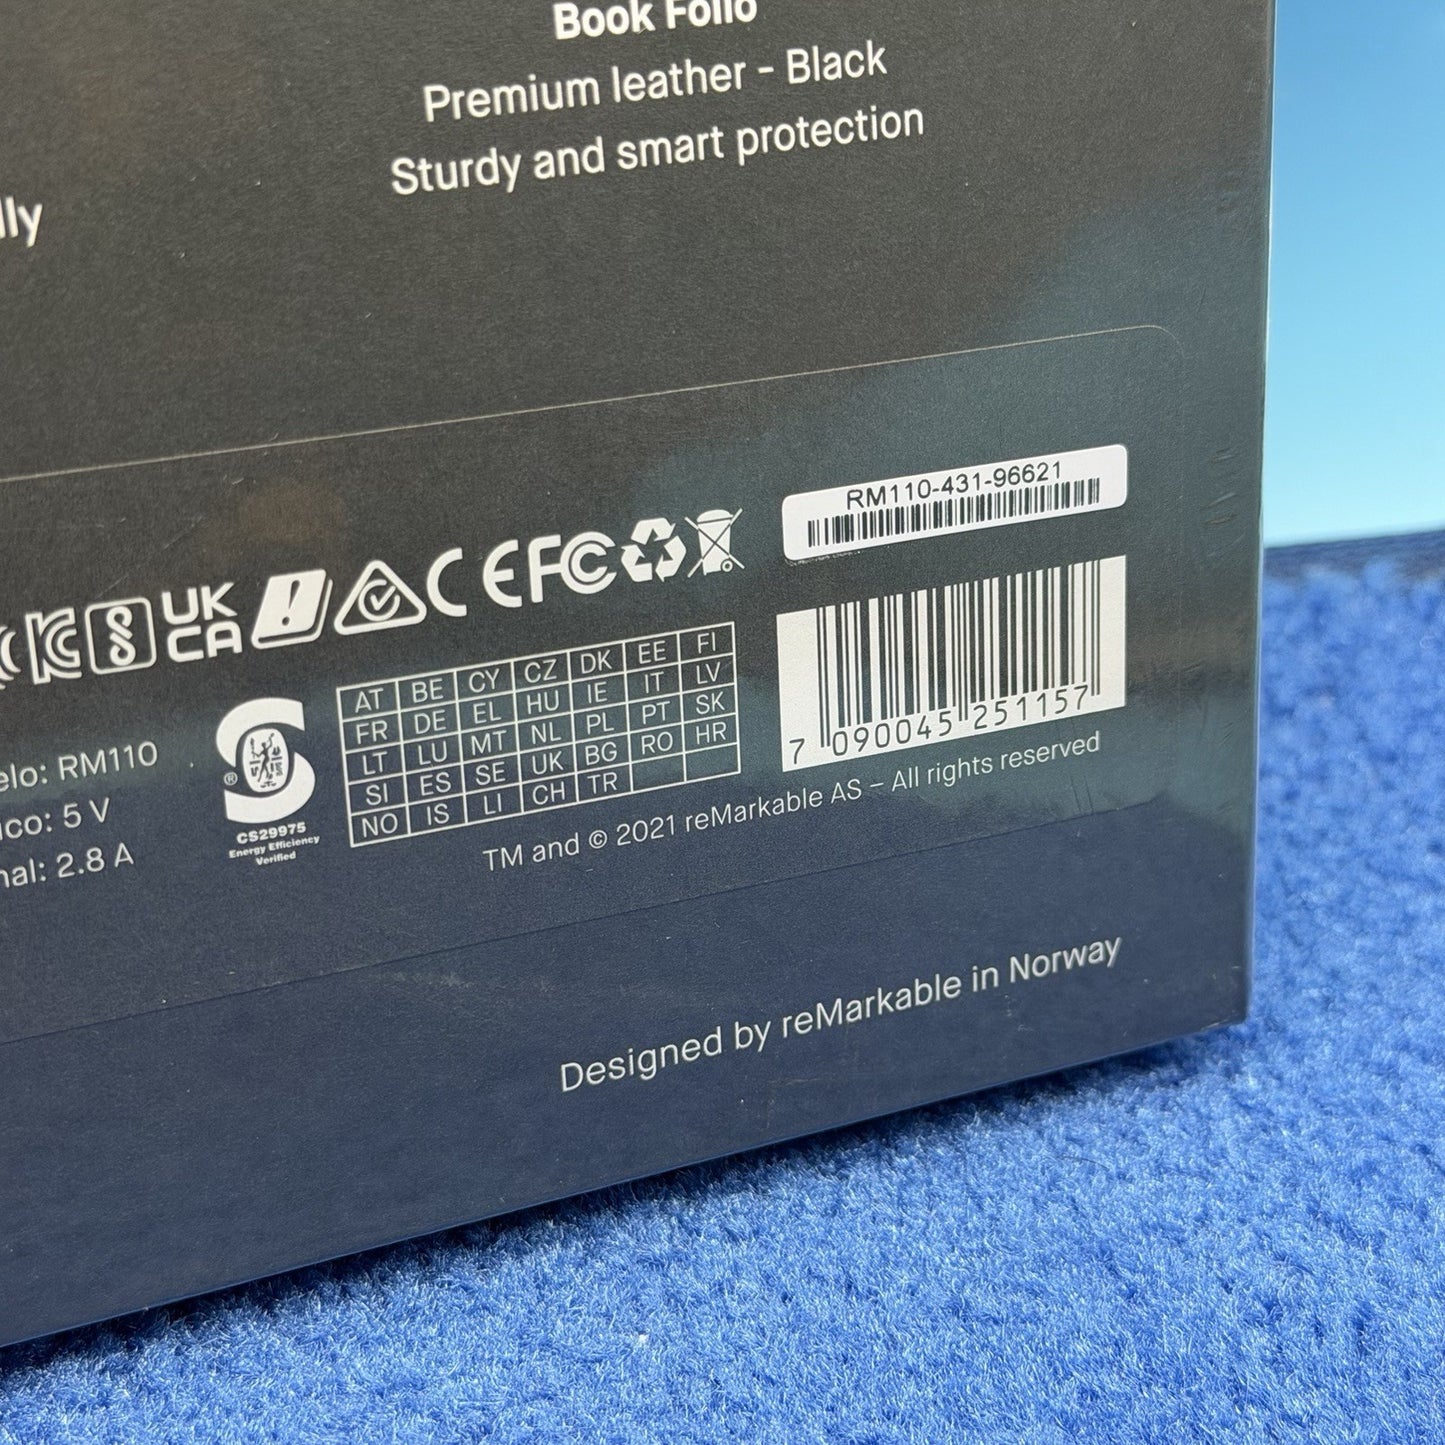 Book Folio
Premium leather - Black
Sturdy and smart protection
lly
RM110-431-96621
UK
CA
CE FC
AT BE CY CZ DK EE FI
FR DE EL HU IE IT LV
LT LU MT NL PL PT SK
SI ES SE UK BG RO HR
NO IS LI CH TR
7 090045 251157
elo: RM110
ico: 5 V
nal: 2.8 A
S
®
CS29975
Energy Efficiency
Verified
TM and © 2021 reMarkable AS – All rights reserved
Designed by reMarkable in Norway